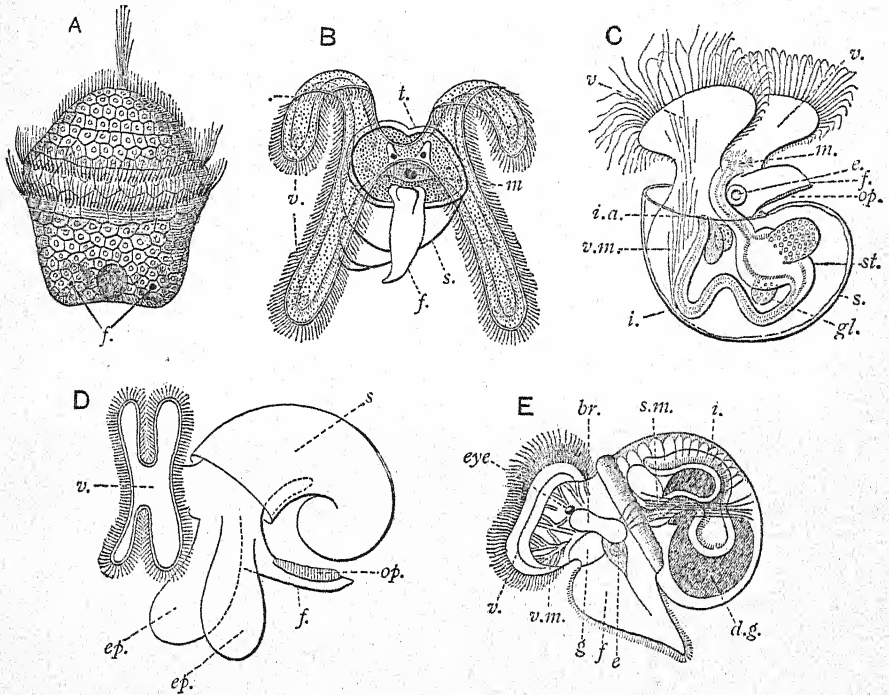 A
f.
B
t.
v.
m
s.
f.
C
v.
v.
m.
e.
f.
op.
i.a.
v.m.
st.
s.
i.
gl.
D
s
v.
op.
f.
ep.
ep.
E
br.
s.m.
i.
eye
v.
v.m.
g
f
e
d.g.